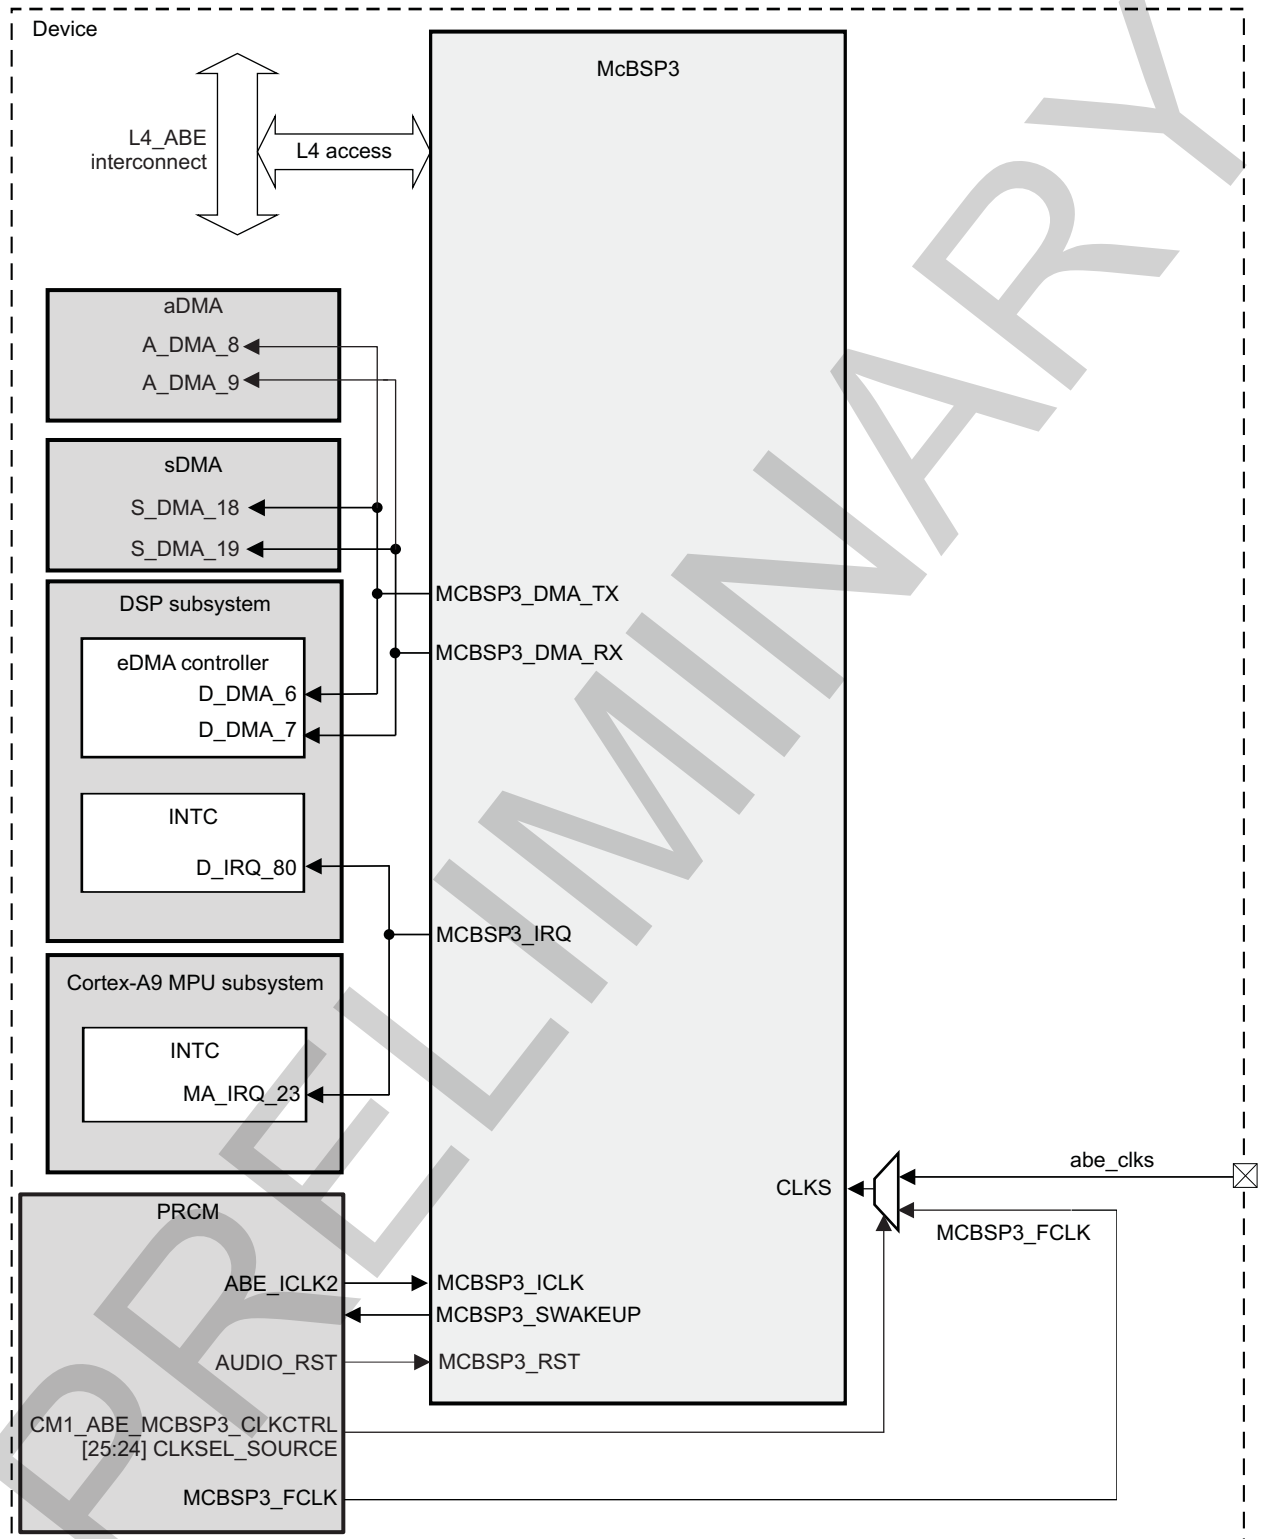 Device
McBSP3
L4_ABE
interconnect
L4 access
aDMA
A_DMA_8
A_DMA_9
sDMA
S_DMA_18
S_DMA_19
DSP subsystem
MCBSP3_DMA_TX
eDMA controller
MCBSP3_DMA_RX
D_DMA_6
D_DMA_7
INTC
D_IRQ_80
MCBSP3_IRQ
Cortex-A9 MPU subsystem
INTC
MA_IRQ_23
abe_clks
CLKS
MCBSP3_FCLK
PRCM
ABE_ICLK2
MCBSP3_ICLK
MCBSP3_SWAKEUP
AUDIO_RST
MCBSP3_RST
CM1_ABE_MCBSP3_CLKCTRL
[25:24] CLKSEL_SOURCE
MCBSP3_FCLK
PRELIMINARY